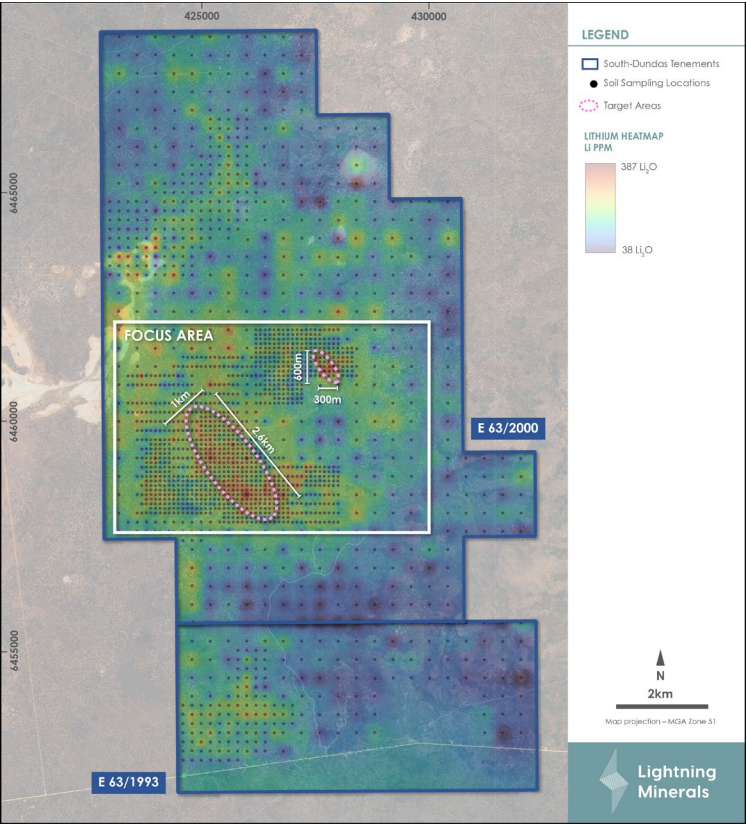 425000
430000
6465000
6460000
6455000
FOCUS AREA
600m
300m
1km
2.6km
E 63/2000
E 63/1993
LEGEND
South-Dundas Tenements
Soil Sampling Locations
Target Areas
LITHIUM HEATMAP
Li PPM
387 Li₂O
38 Li₂O
N
2km
Map projection – MGA Zone 51
Lightning
Minerals